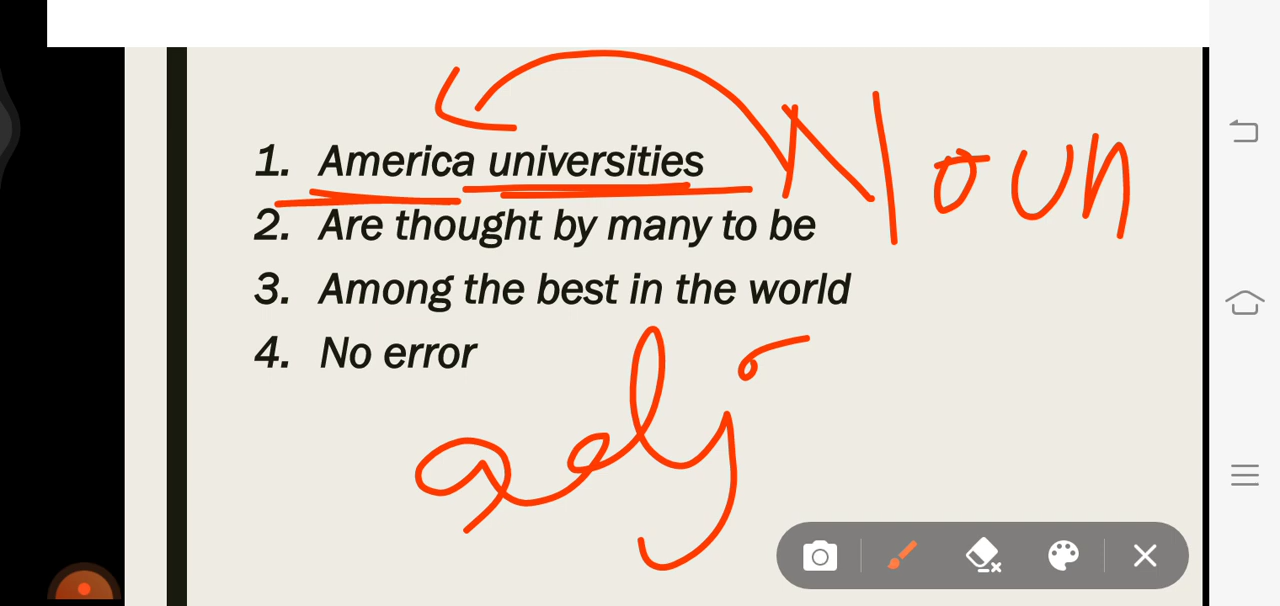 1. America universities
Noun
2. Are thought by many to be
3. Among the best in the world
4. No error
adj